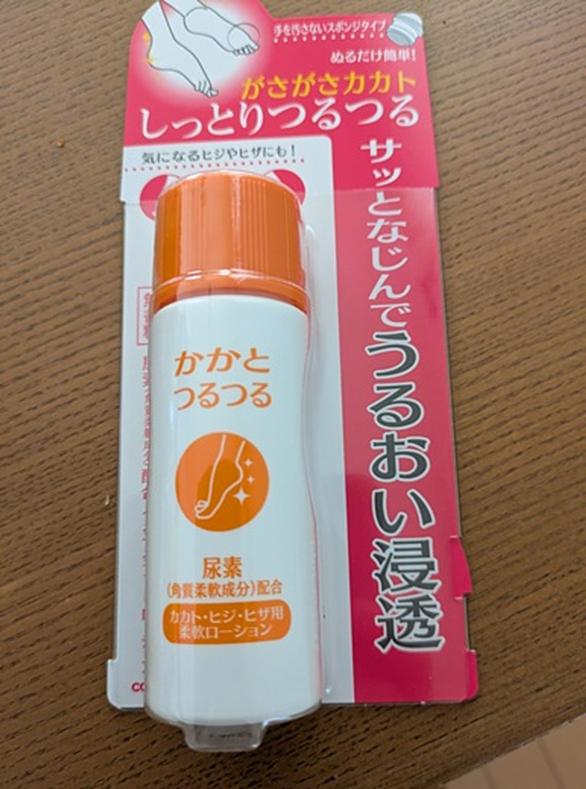 手を汚さないスポンジタイプ
ぬるだけ簡単!
がさがさカカト
しっとりつるつる
気になるヒジやヒザにも!
サッとなじんでうるおい浸透
かかと
つるつる
尿素
(角質柔軟成分)配合
カカト・ヒジ・ヒザ用
柔軟ローション